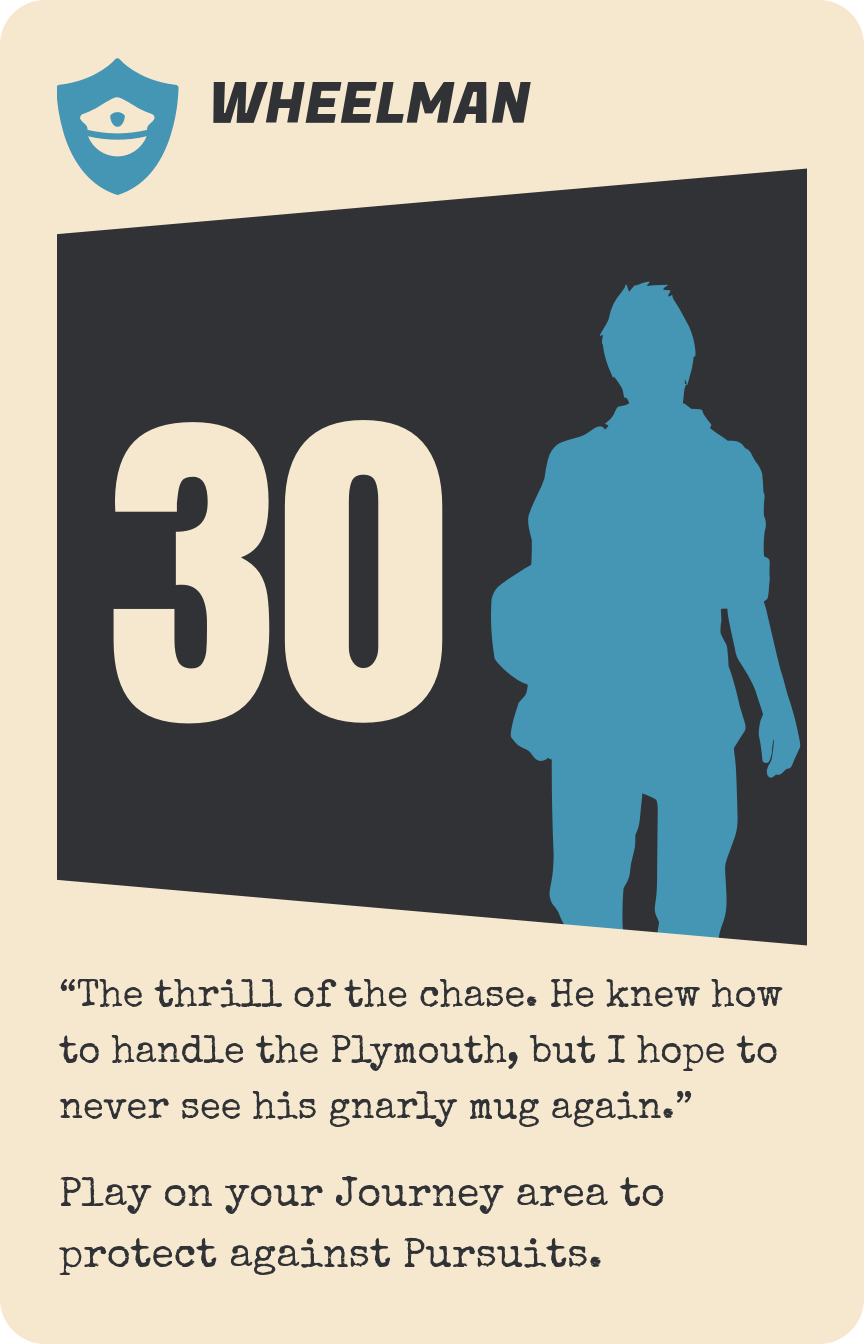 WHEELMAN
30
“The thrill of the chase. He knew how
to handle the Plymouth, but I hope to
never see his gnarly mug again.”
Play on your Journey area to
protect against Pursuits.